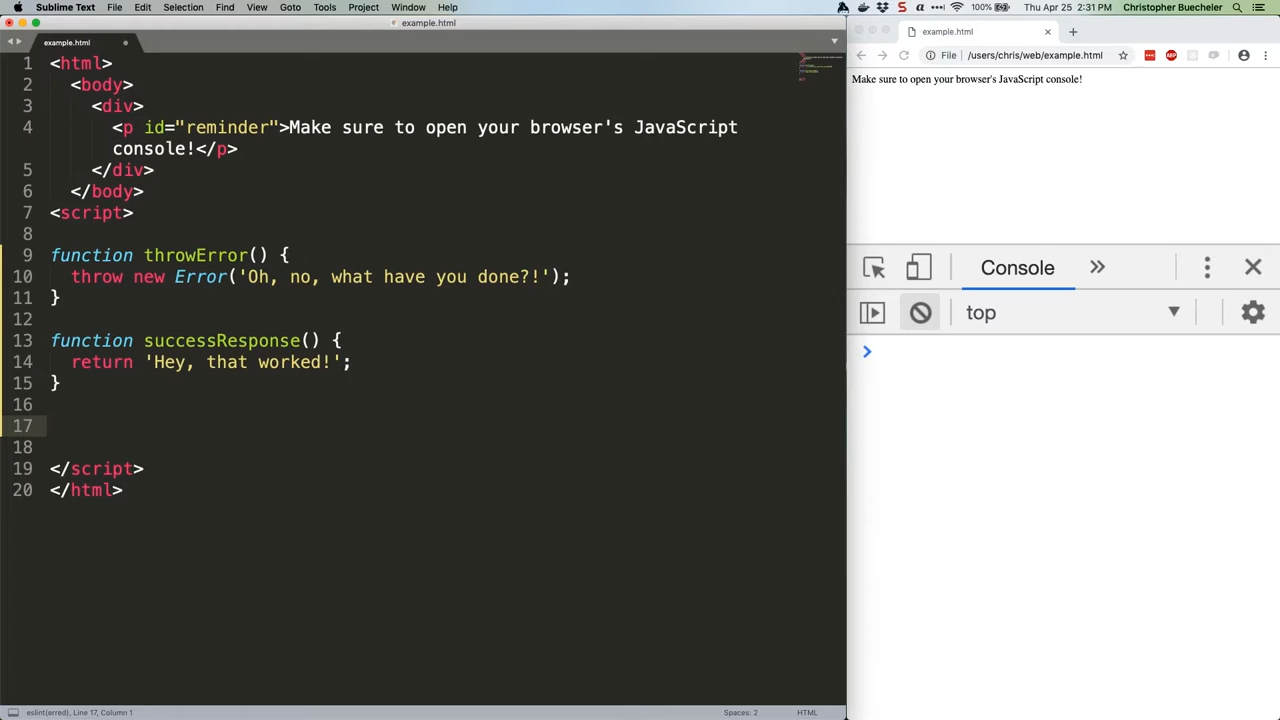 Sublime Text File Edit Selection Find View Goto Tools Project Window Help
100% Thu Apr 25 2:31 PM Christopher Buecheler
example.html
example.html
1 <html>
2 <body>
3 <div>
4 <p id="reminder">Make sure to open your browser's JavaScript
console!</p>
5 </div>
6 </body>
7 <script>
8
9 function throwError() {
10 throw new Error('Oh, no, what have you done?!');
11 }
12
13 function successResponse() {
14 return 'Hey, that worked!';
15 }
16
17
18
19 </script>
20 </html>
eslint(erred), Line 17, Column 1
Spaces: 2 HTML
example.html
File /users/chris/web/example.html
ABP
Make sure to open your browser's JavaScript console!
Console
top